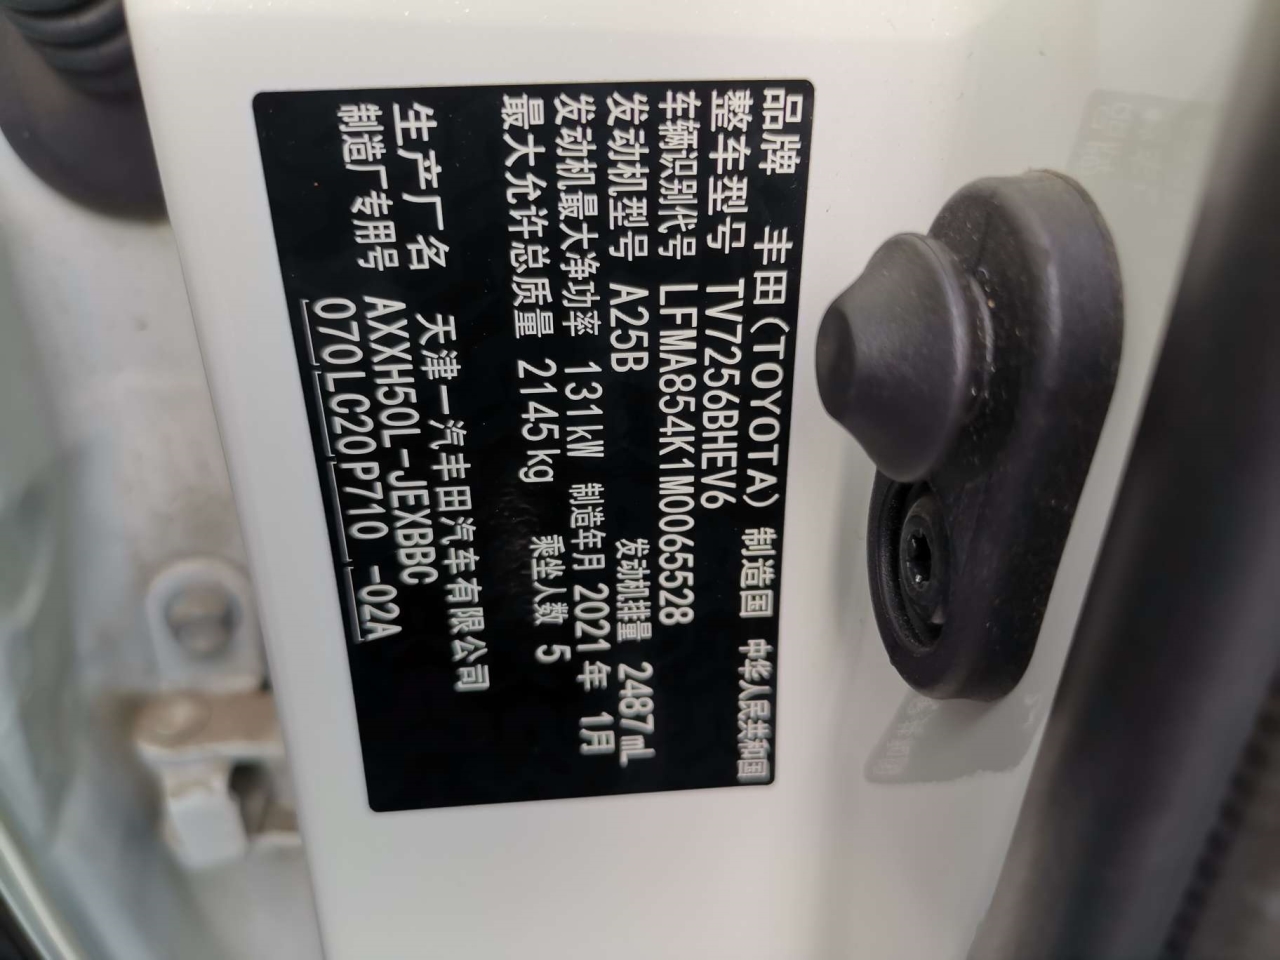 品牌 丰田(TOYOTA) 制造国 中华人民共和国
整车型号 TV7256BHEV6
车辆识别代号 LFMA854K1M0065528
发动机型号 A25B 发动机排量 2487mL
发动机最大净功率 131kW 制造年月 2021年 1月
最大允许总质量 2145kg 乘坐人数 5
生产厂名 天津一汽丰田汽车有限公司
制造厂专用号 AXXH50L-JEXBBC
070LC20P710 -02A